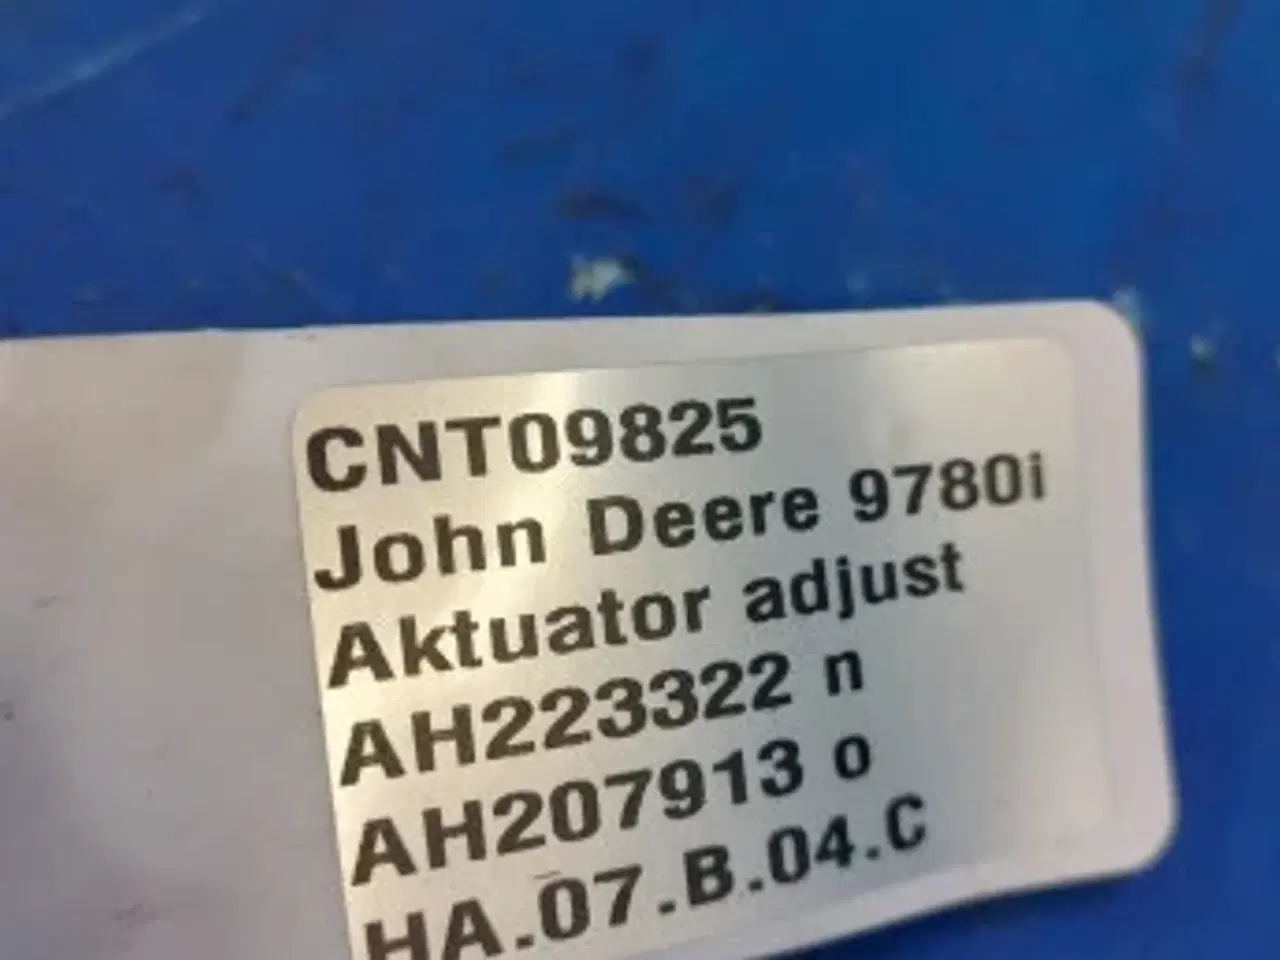 CNT09825
John Deere 9780i
Aktuator adjust
AH223322 n
AH207913 o
HA.07.B.04.C